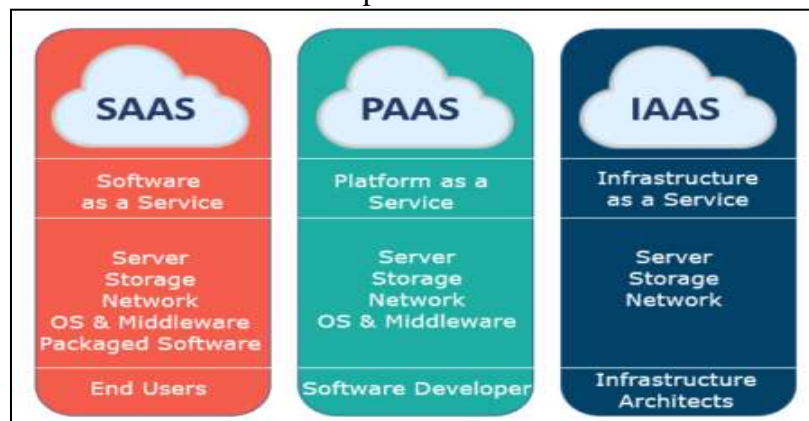 SAAS
Software
as a Service
Server
Storage
Network
OS & Middleware
Packaged Software
End Users
PAAS
Platform as a
Service
Server
Storage
Network
OS & Middleware
Software Developer
IAAS
Infrastructure
as a Service
Server
Storage
Network
Infrastructure
Architects